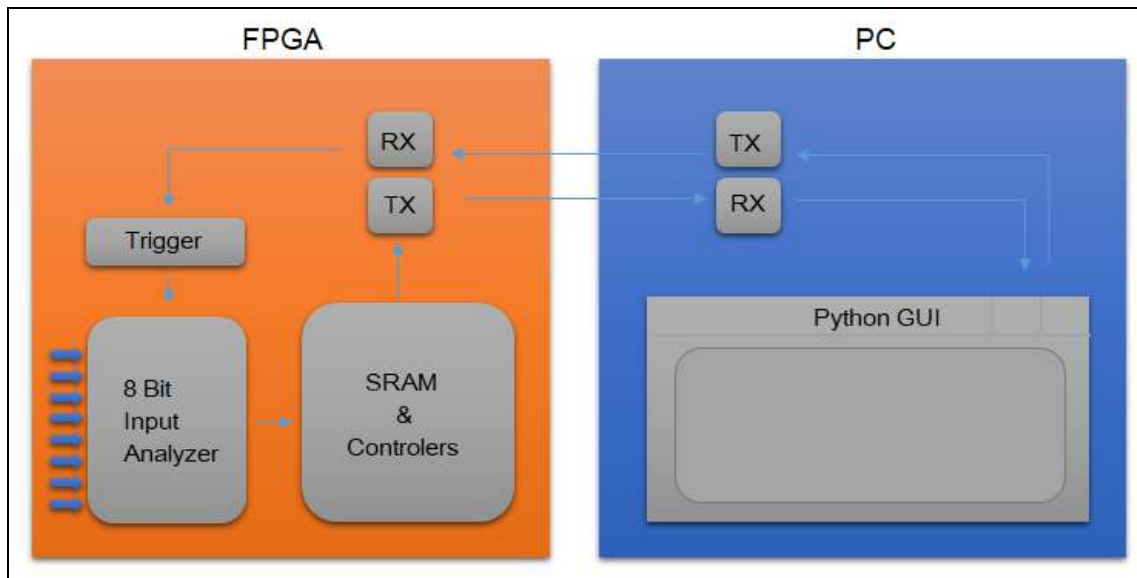 FPGA
PC
RX
TX
Trigger
8 Bit
Input
Analyzer
SRAM
&
Controlers
TX
RX
Python GUI